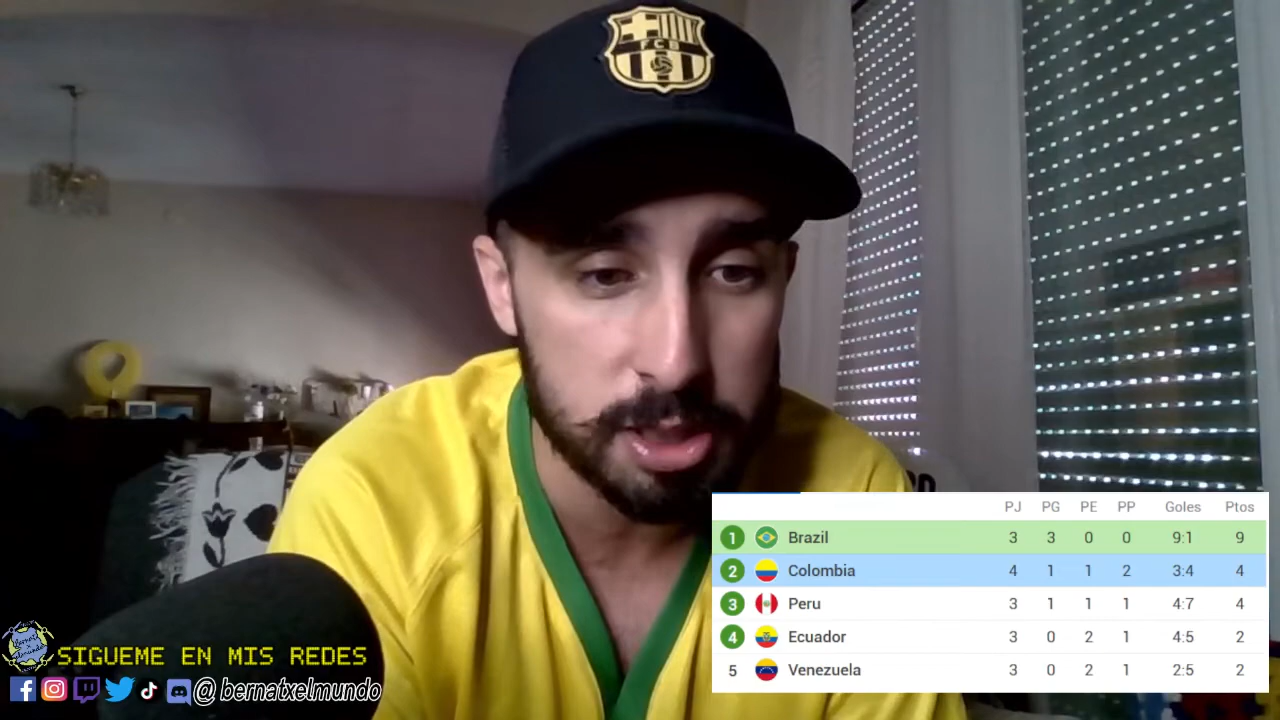 FCB
PJ PG PE PP Goles Ptos
1 Brazil 3 3 0 0 9:1 9
2 Colombia 4 1 1 2 3:4 4
3 Peru 3 1 1 1 4:7 4
4 Ecuador 3 0 2 1 4:5 2
5 Venezuela 3 0 2 1 2:5 2
SIGUEME EN MIS REDES
@ bernatxelmundo